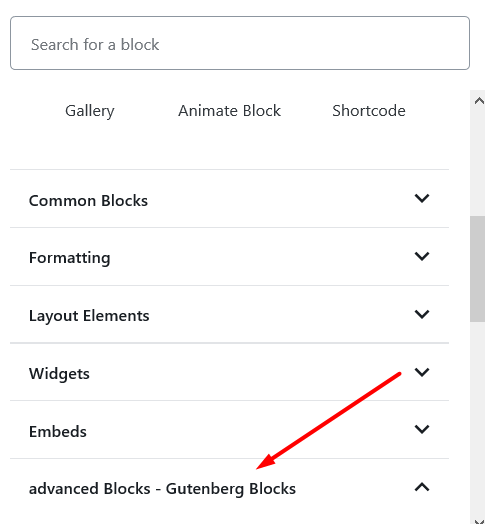 Search for a block
Gallery Animate Block Shortcode
Common Blocks
Formatting
Layout Elements
Widgets
Embeds
advanced Blocks - Gutenberg Blocks